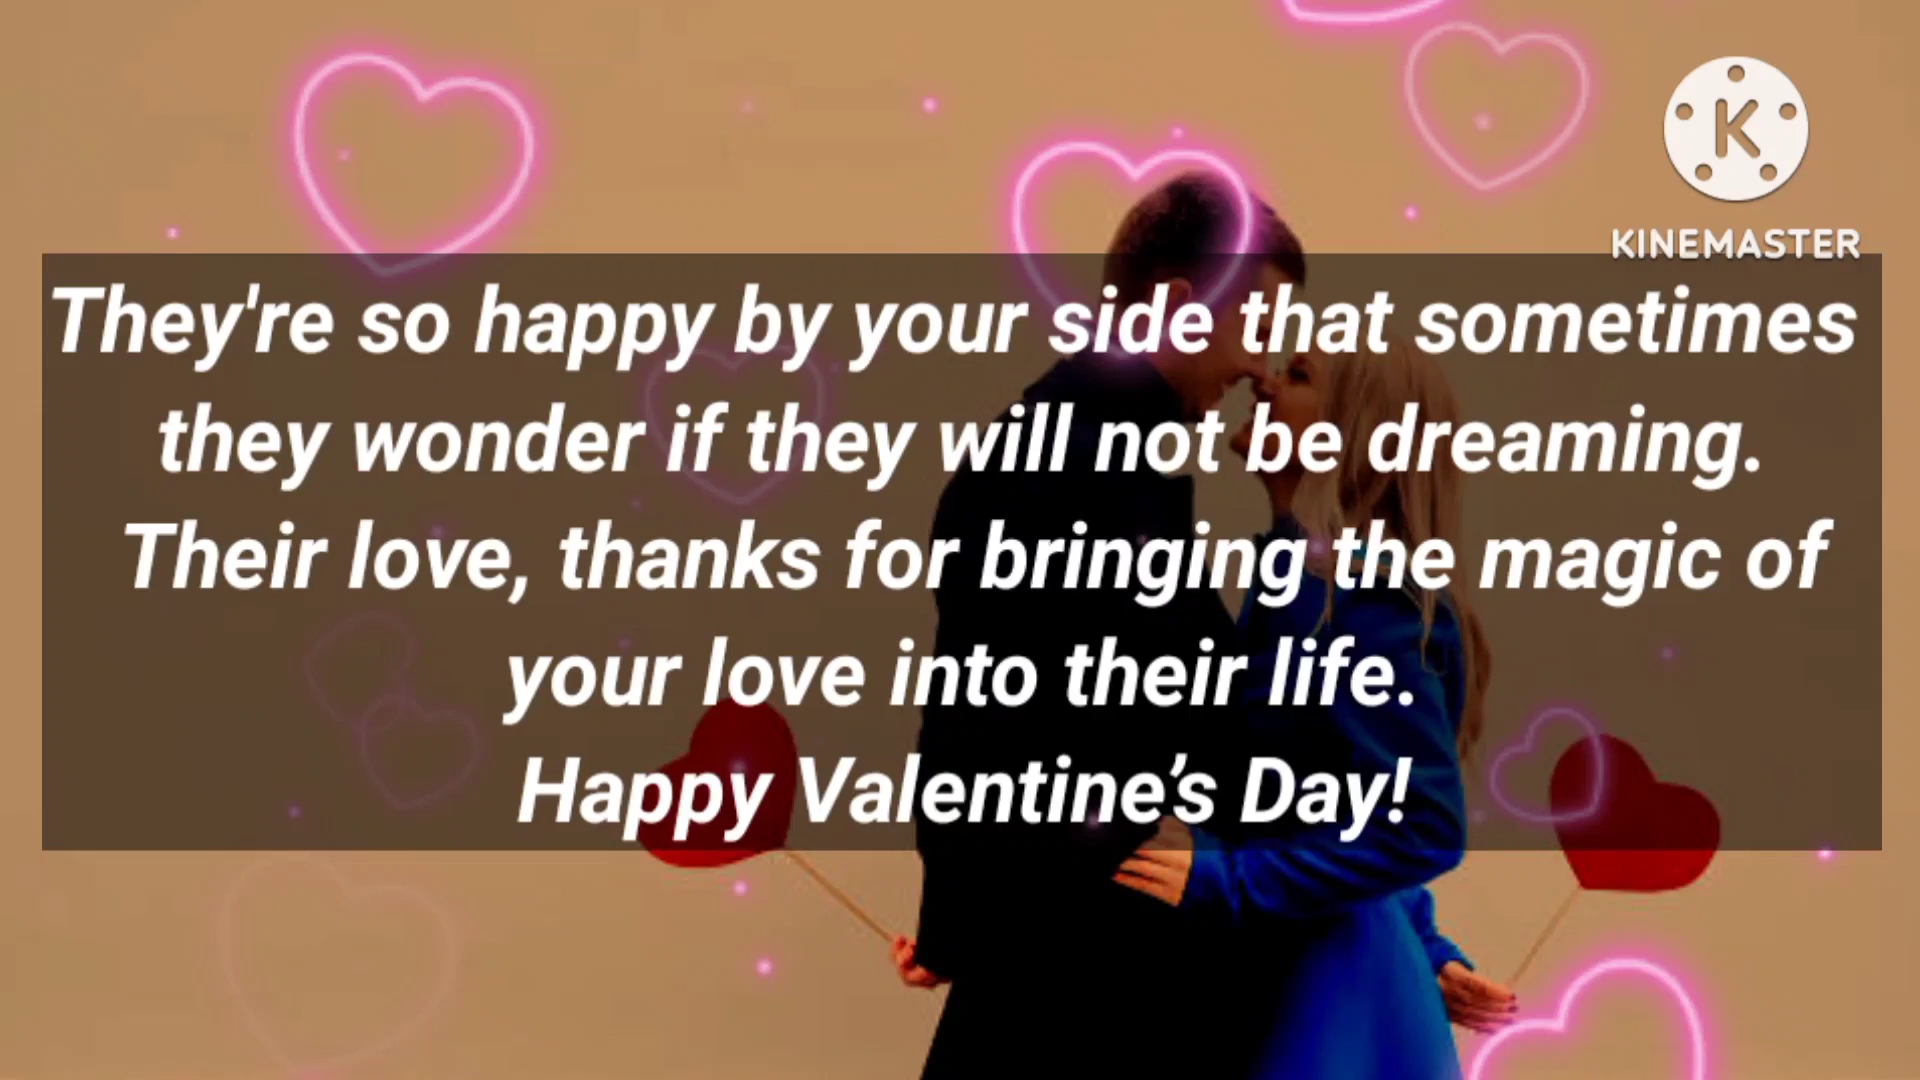 KINEMASTER
They're so happy by your side that sometimes
they wonder if they will not be dreaming.
Their love, thanks for bringing the magic of
your love into their life.
Happy Valentine’s Day!